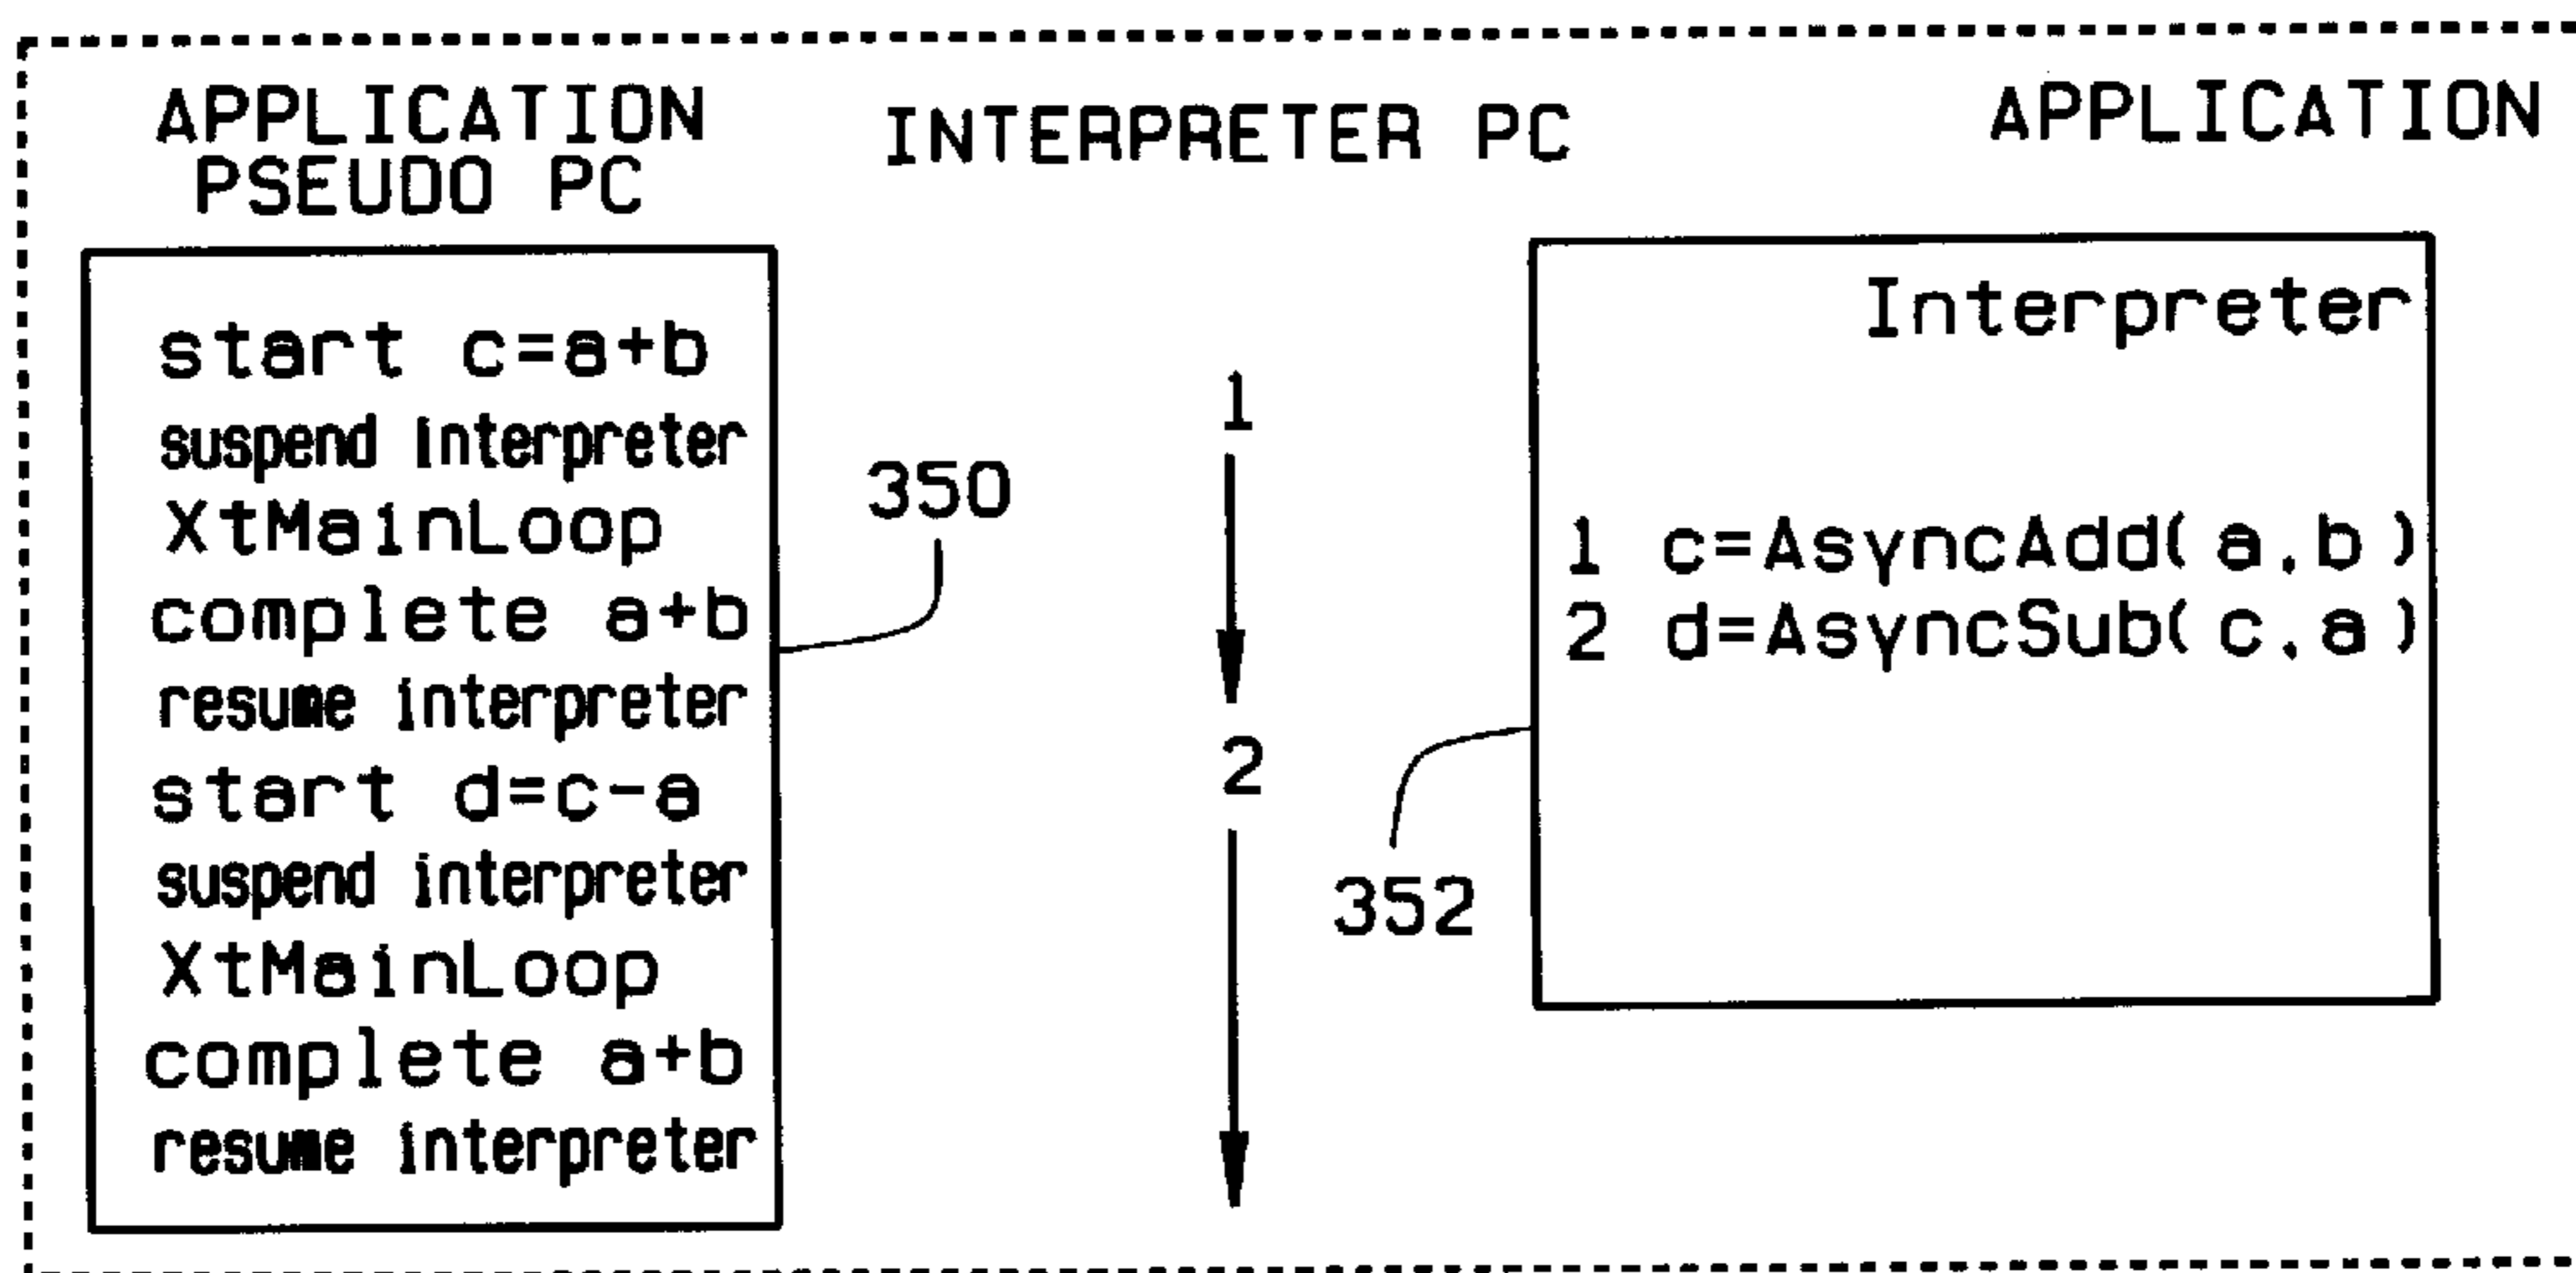 APPLICATION
PSEUDO PC
INTERPRETER PC
APPLICATION
start c=a+b
suspend interpreter
XtMainLoop
complete a+b
resume interpreter
start d=c-a
suspend interpreter
XtMainLoop
complete a+b
resume interpreter
350
1
2
352
Interpreter
1 c=AsyncAdd(a,b)
2 d=AsyncSub(c,a)